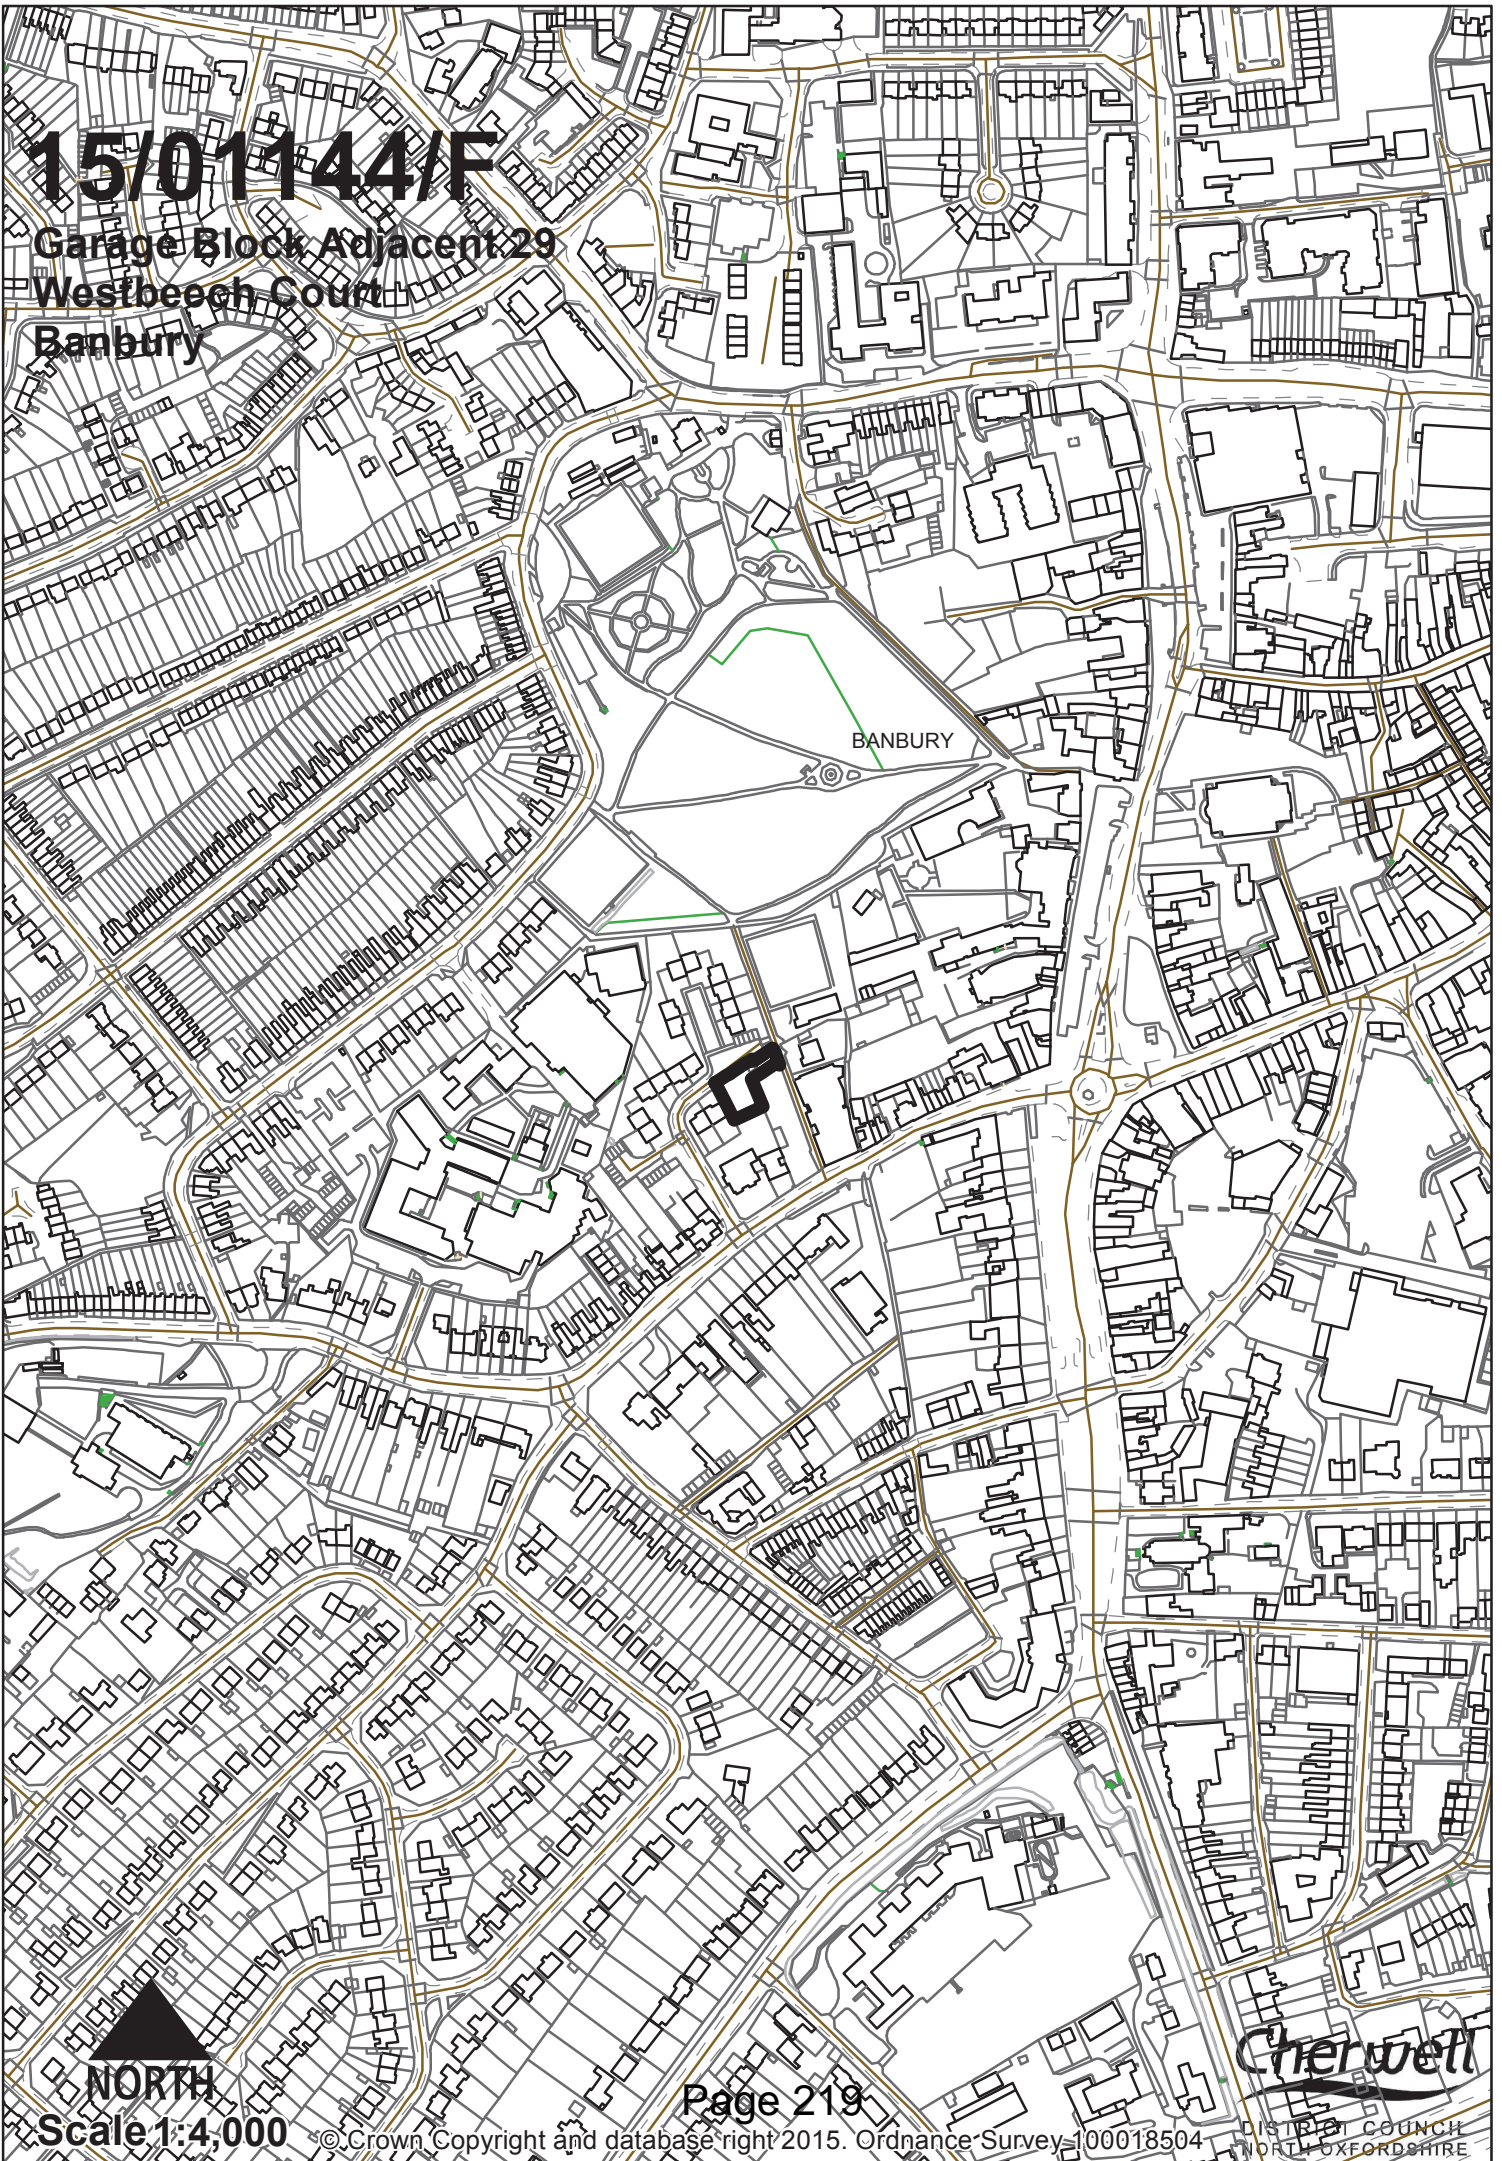 15/01144/F
Garage Block Adjacent 29
Westbeech Court
Banbury
BANBURY
NORTH
Scale 1:4,000
Page 219
© Crown Copyright and database right 2015. Ordnance Survey 100018504
Cherwell
DISTRICT COUNCIL
NORTH OXFORDSHIRE